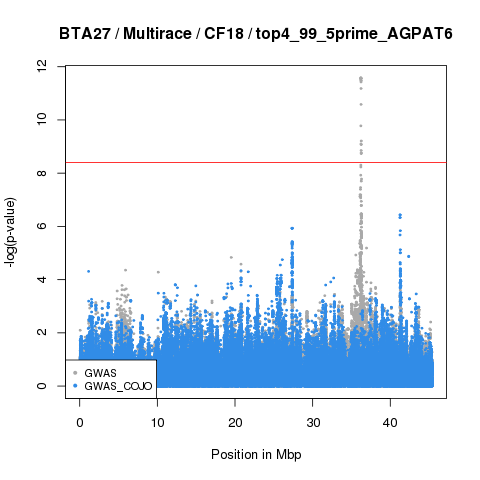 BTA27 / Multirace / CF18 / top4_99_5prime_AGPAT6
12
10
8
6
4
2
0
-log(p-value)
GWAS
GWAS_COJO
0 10 20 30 40
Position in Mbp